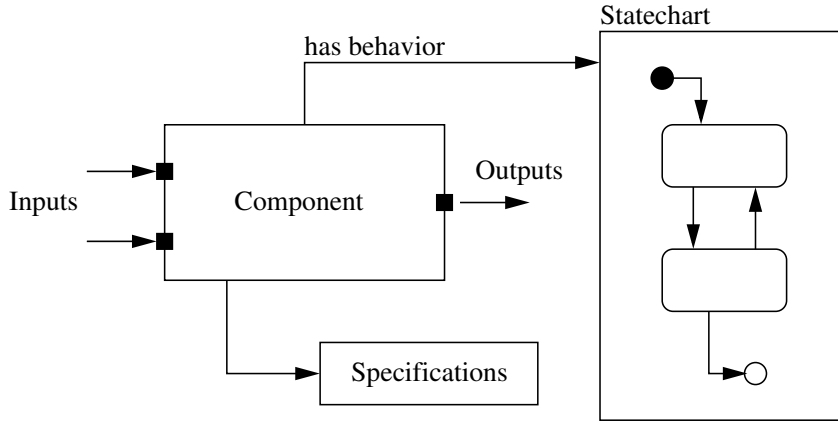 Statechart
has behavior
Inputs
Component
Outputs
Specifications